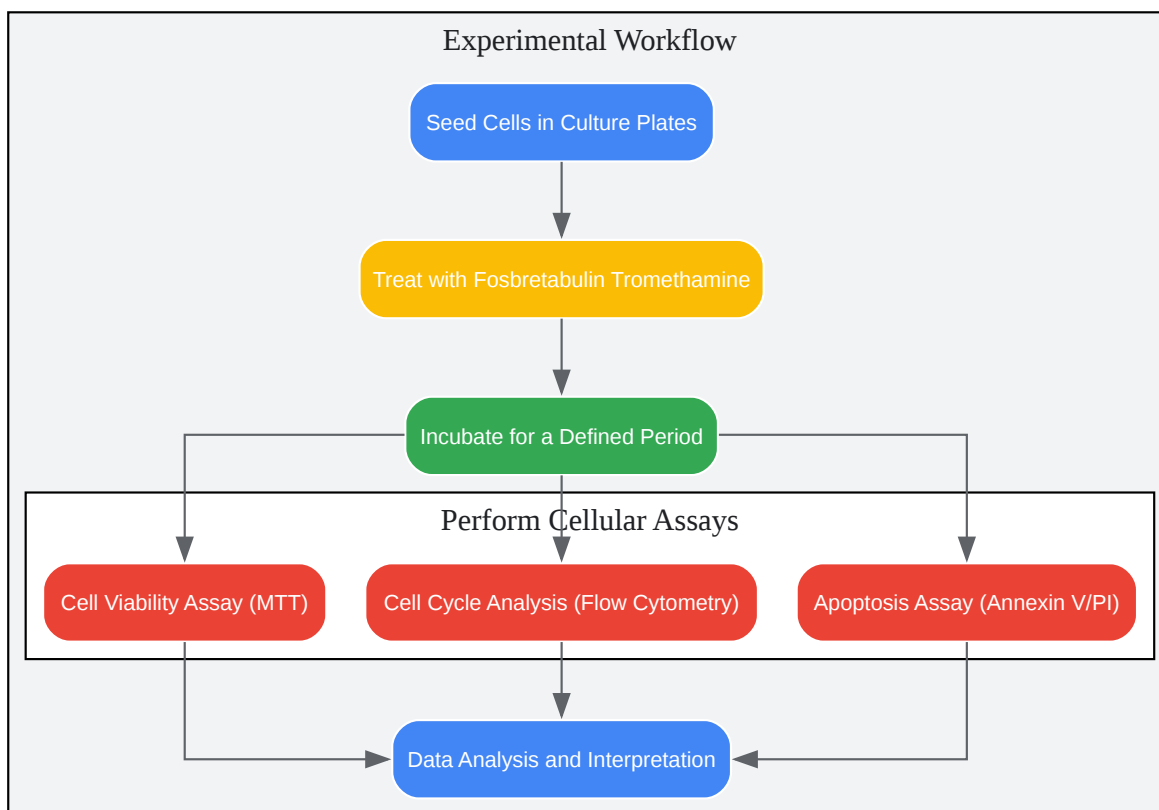 Experimental Workflow
Seed Cells in Culture Plates
Treat with Fosbretabulin Tromethamine
Incubate for a Defined Period
Perform Cellular Assays
Cell Viability Assay (MTT)
Cell Cycle Analysis (Flow Cytometry)
Apoptosis Assay (Annexin V/PI)
Data Analysis and Interpretation